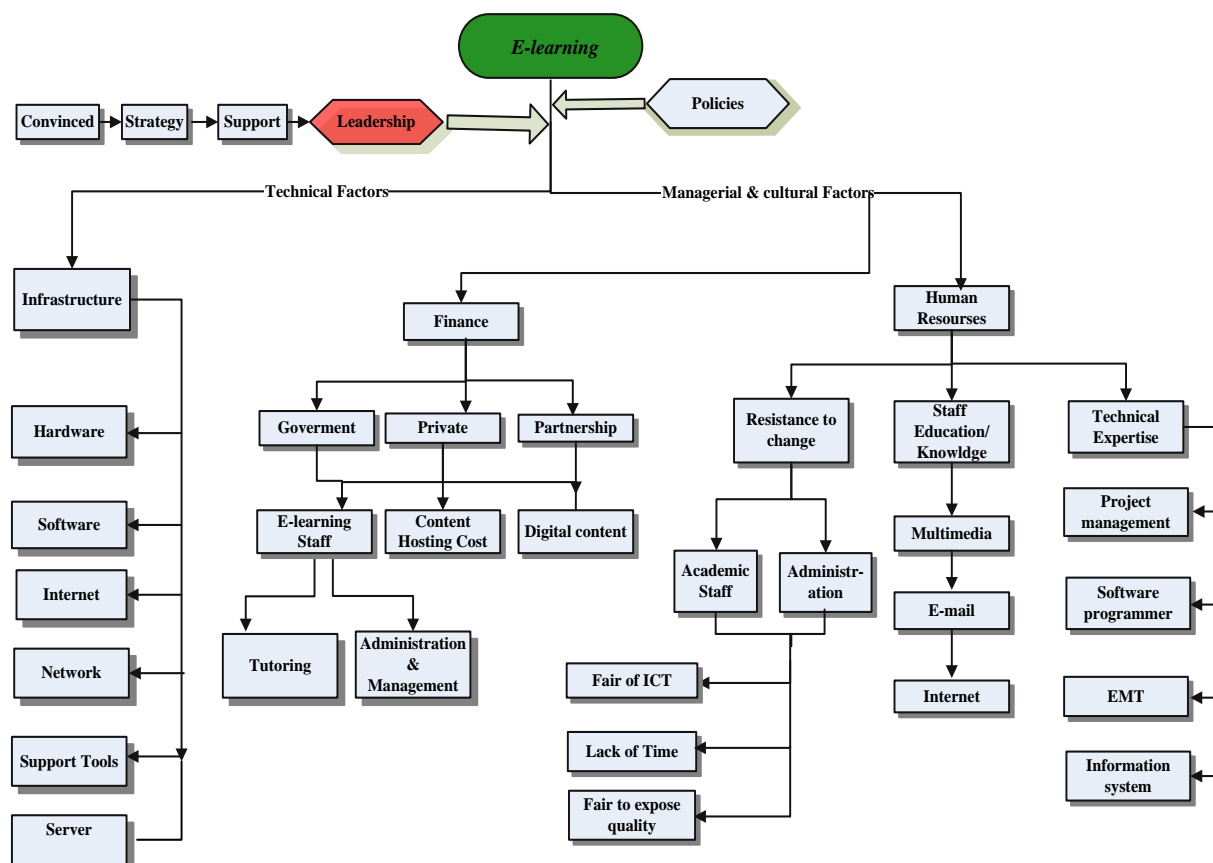 E-learning
Policies
Convinced
Strategy
Support
Leadership
Technical Factors
Managerial & cultural Factors
Infrastructure
Finance
Human
Resourses
Goverment
Private
Partnership
Resistance to
change
Staff
Education/
Knowldge
Technical
Expertise
Hardware
Software
Internet
Network
Support Tools
Server
E-learning
Staff
Content
Hosting Cost
Digital content
Tutoring
Administration
&
Management
Academic
Staff
Administr-
ation
Fair of ICT
Lack of Time
Fair to expose
quality
Multimedia
E-mail
Internet
Project
management
Software
programmer
EMT
Information
system